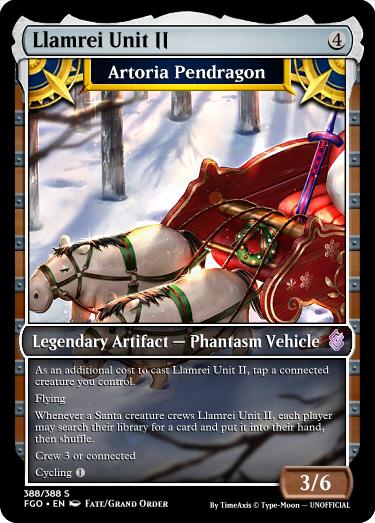 Llamrei Unit II 4
Artoria Pendragon
Legendary Artifact — Phantasm Vehicle
As an additional cost to cast Llamrei Unit II, tap a connected
creature you control.
Flying
Whenever a Santa creature crews Llamrei Unit II, each player
may search their library for a card and put it into their hand,
then shuffle.
Crew 3 or connected
Cycling 1
3/6
388/388 S
FGO • EN Fate/Grand Order
By TimeAxis © Type-Moon — UNOFFICIAL